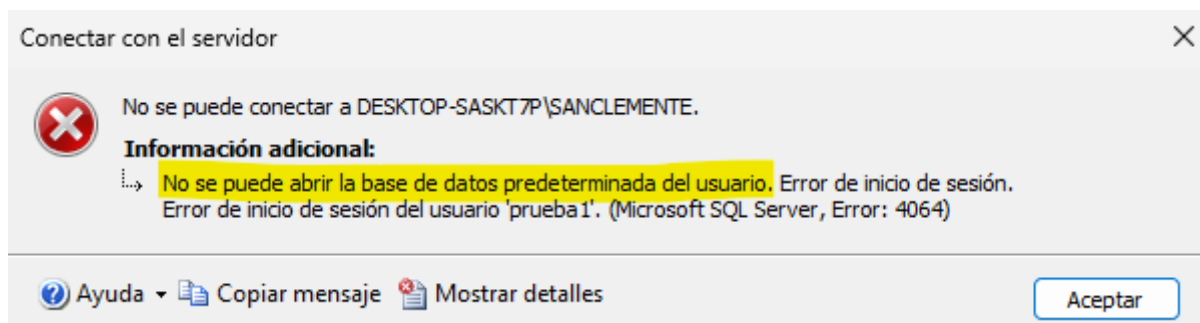 Conectar con el servidor
No se puede conectar a DESKTOP-SASKT7P\SANCLEMENTE.
Información adicional:
No se puede abrir la base de datos predeterminada del usuario. Error de inicio de sesión.
Error de inicio de sesión del usuario 'prueba1'. (Microsoft SQL Server, Error: 4064)
Ayuda Copiar mensaje Mostrar detalles
Aceptar